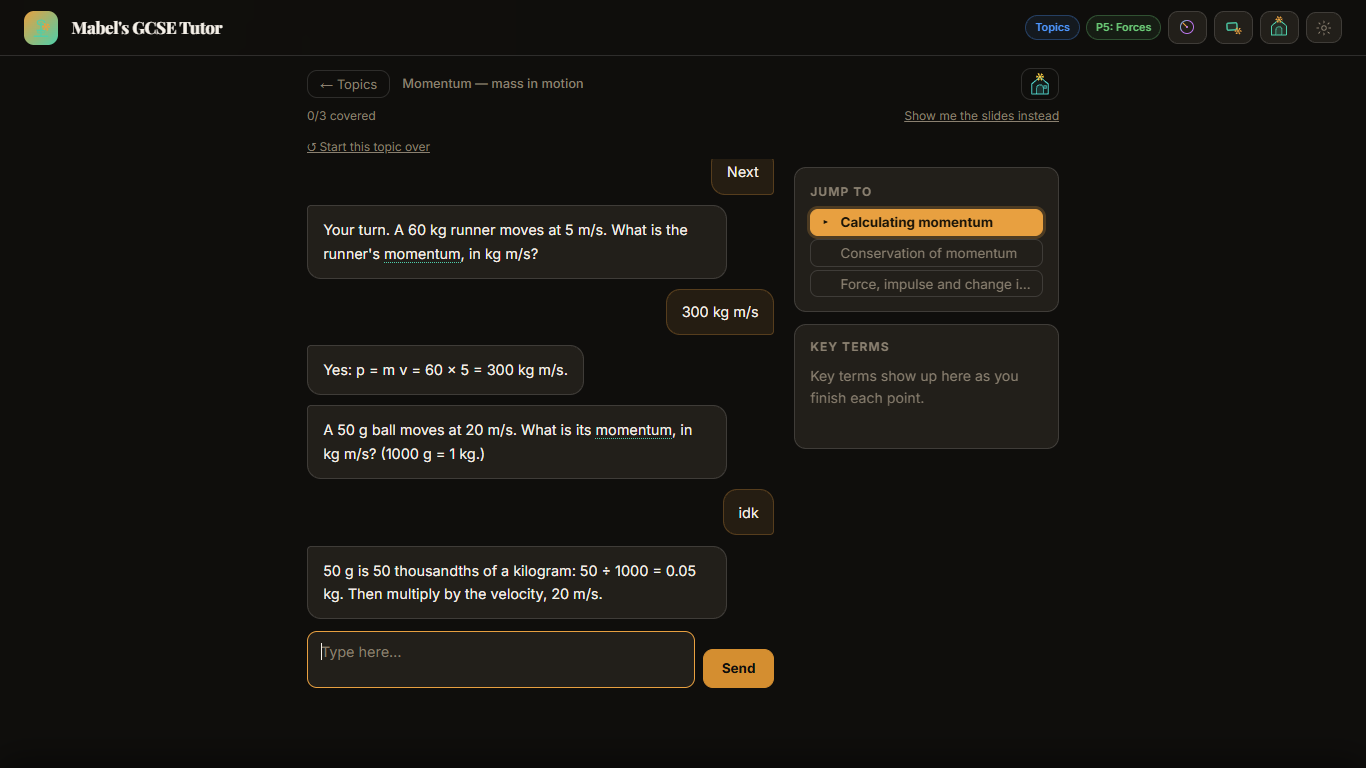 Mabel's GCSE Tutor
Topics
P5: Forces
← Topics
Momentum — mass in motion
0/3 covered
Show me the slides instead
↺ Start this topic over
Next
Your turn. A 60 kg runner moves at 5 m/s. What is the
runner's momentum, in kg m/s?
300 kg m/s
Yes: p = m v = 60 × 5 = 300 kg m/s.
A 50 g ball moves at 20 m/s. What is its momentum, in
kg m/s? (1000 g = 1 kg.)
idk
50 g is 50 thousandths of a kilogram: 50 ÷ 1000 = 0.05
kg. Then multiply by the velocity, 20 m/s.
Type here...
Send
JUMP TO
Calculating momentum
Conservation of momentum
Force, impulse and change i...
KEY TERMS
Key terms show up here as you
finish each point.